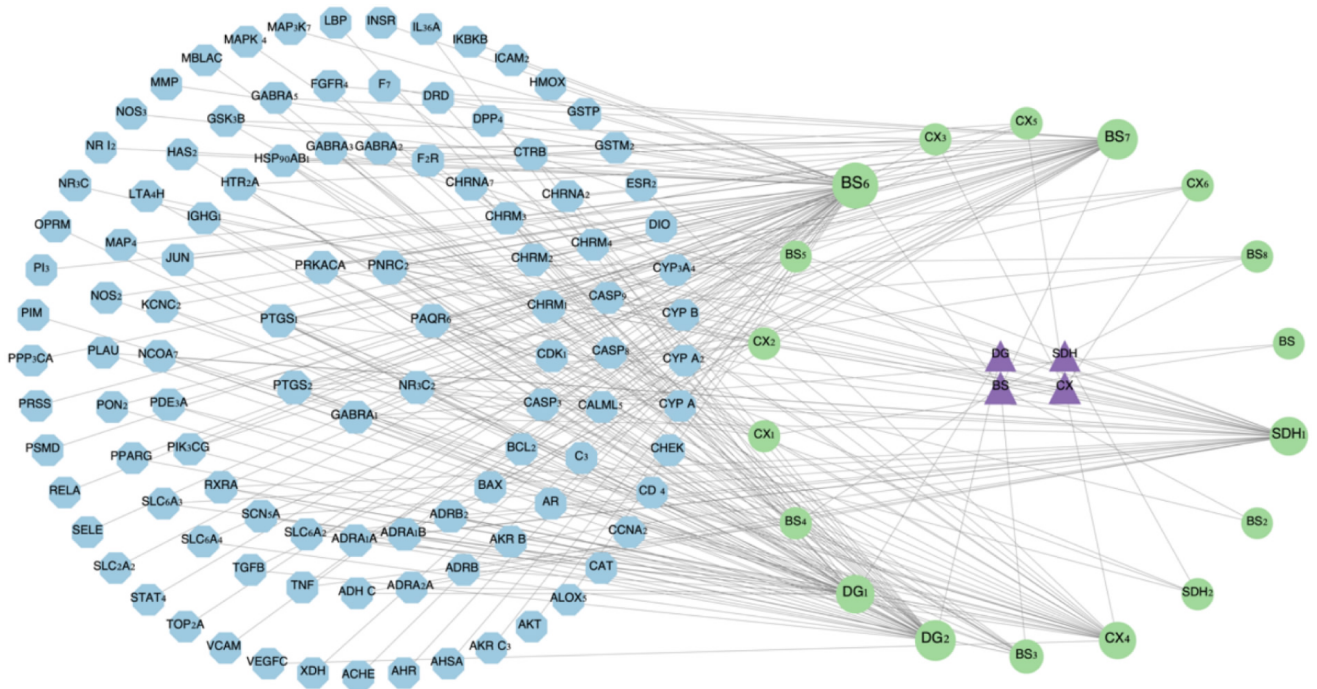 MAP3K7
LBP
INSR
IL36A
IKBKB
ICAM2
HMOX
GSTP
GSTM2
ESR2
DIO
CYP3A4
CYP B
CYP A2
CYP A
CHEK
CD 4
CCNA2
CAT
ALOX5
AKT
AKR C3
AHSA
AHR
ACHE
XDH
VEGFC
VCAM
TOP2A
STAT4
SLC2A2
SELE
RELA
PSMD
PRSS
PPP3CA
PIM
PI3
OPRM
NR3C
NR I2
NOS3
MMP
MBLAC
MAPK 4
FGFR4
F7
DRD
DPP4
CTRB
CHRNA2
CHRM4
CASP9
CASP8
CALML5
C3
AR
AKR B
ADRB
ADRA2A
ADH C
TNF
TGFB
SLC6A4
SLC6A3
PPARG
PON2
PLAU
NOS2
MAP4
LTA4H
HAS2
GSK3B
GABRA5
GABRA3
GABRA2
F2R
CHRNA7
CHRM3
CHRM2
CHRM1
CDK1
CASP3
BCL2
BAX
ADRB2
ADRA1B
ADRA1A
SLC6A2
SCN5A
RXRA
PIK3CG
PDE3A
NCOA7
KCNC2
JUN
IGHG1
HTR2A
HSP90AB1
PRKACA
PNRC2
PTGS1
PAQR6
PTGS2
NR3C2
GABRA1
CX5
CX3
BS7
BS6
CX6
BS5
BS8
CX2
BS
DG
SDH
BS
CX
CX1
SDH1
BS4
BS2
DG1
SDH2
DG2
BS3
CX4